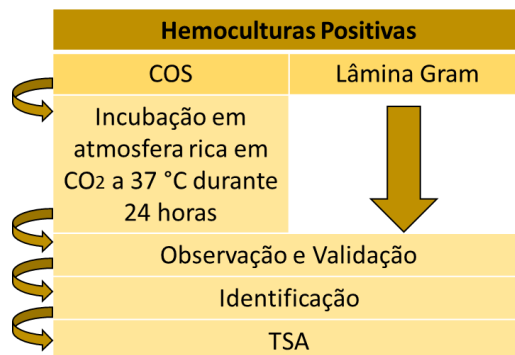 Hemoculturas Positivas
COS
Lâmina Gram
Incubação em
atmosfera rica em
CO2 a 37 °C durante
24 horas
Observação e Validação
Identificação
TSA